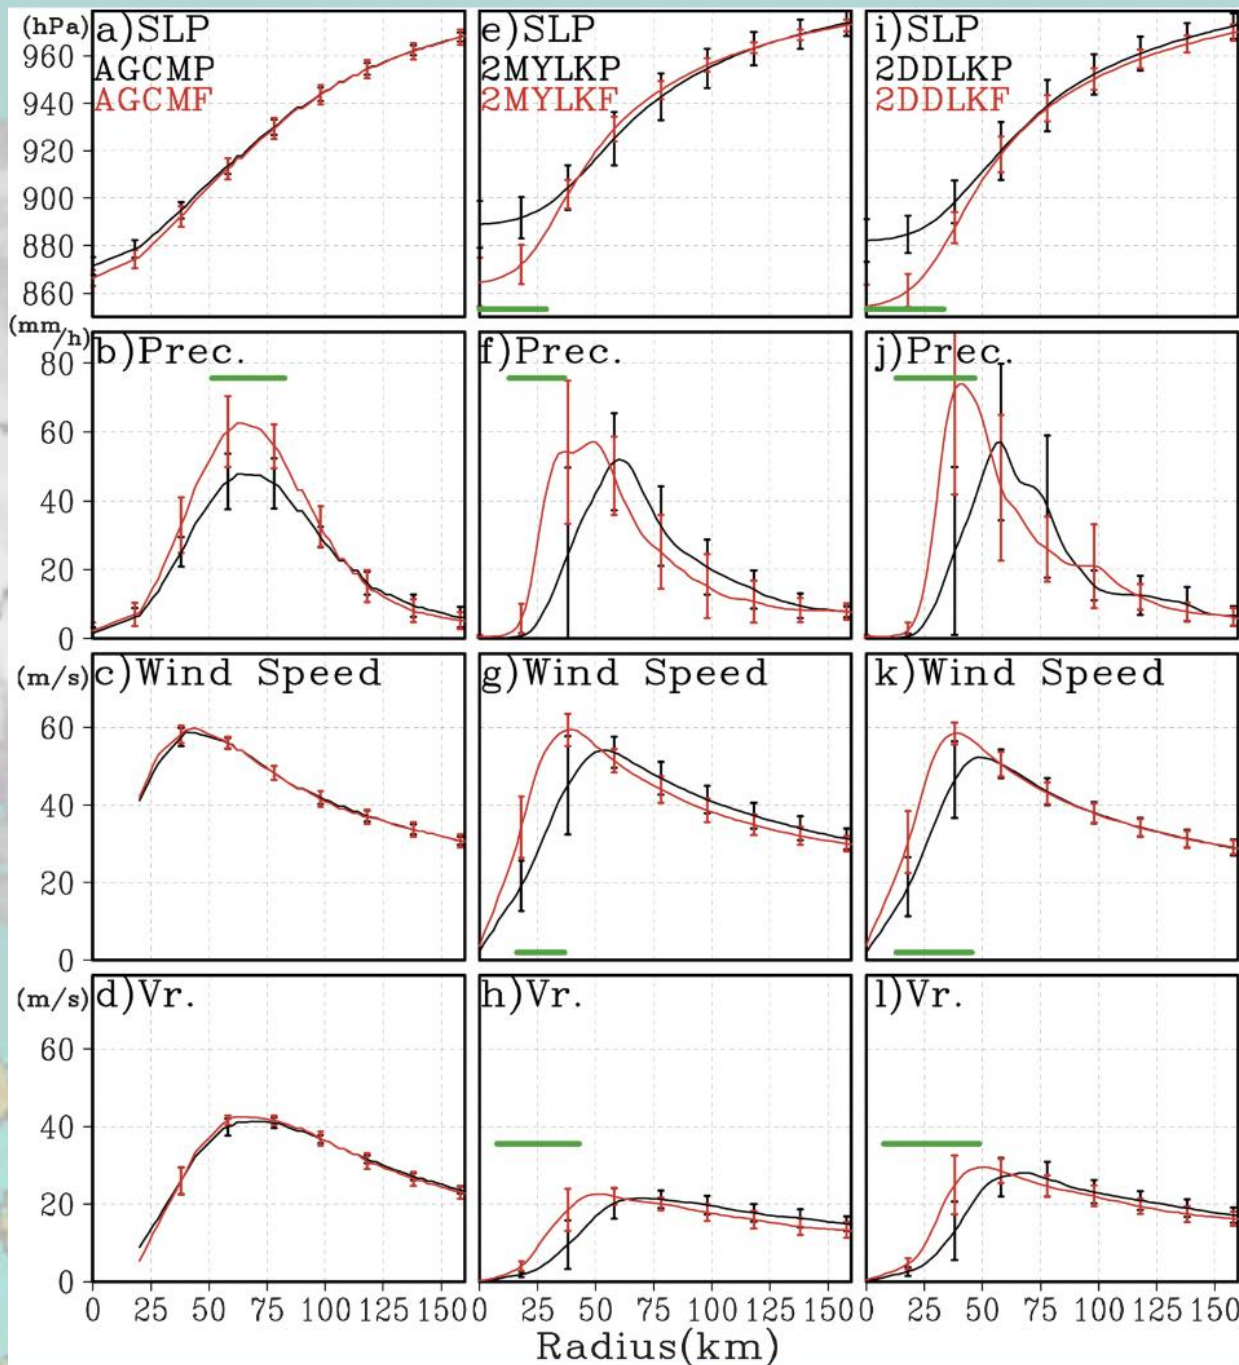 (hPa) a)SLP e)SLP i)SLP
960 AGCMP 2MYLKP 2DDLKP
940 AGCMF 2MYLKF 2DDLKF
920
900
880
860
(mm/h) b)Prec. f)Prec. j)Prec.
80
60
40
20
0
(m/s) c)Wind Speed g)Wind Speed k)Wind Speed
60
40
20
0
(m/s) d)Vr. h)Vr. l)Vr.
60
40
20
0
0 25 50 75 100 125 150 0 25 50 75 100 125 150 0 25 50 75 100 125 150
Radius(km)